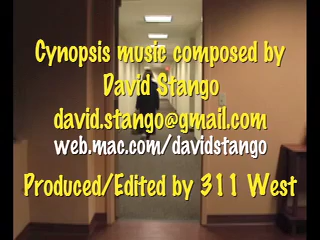 Cynopsis music composed by
David Stango
david.stango@gmail.com
web.mac.com/davidstango
Produced/Edited by 311 West